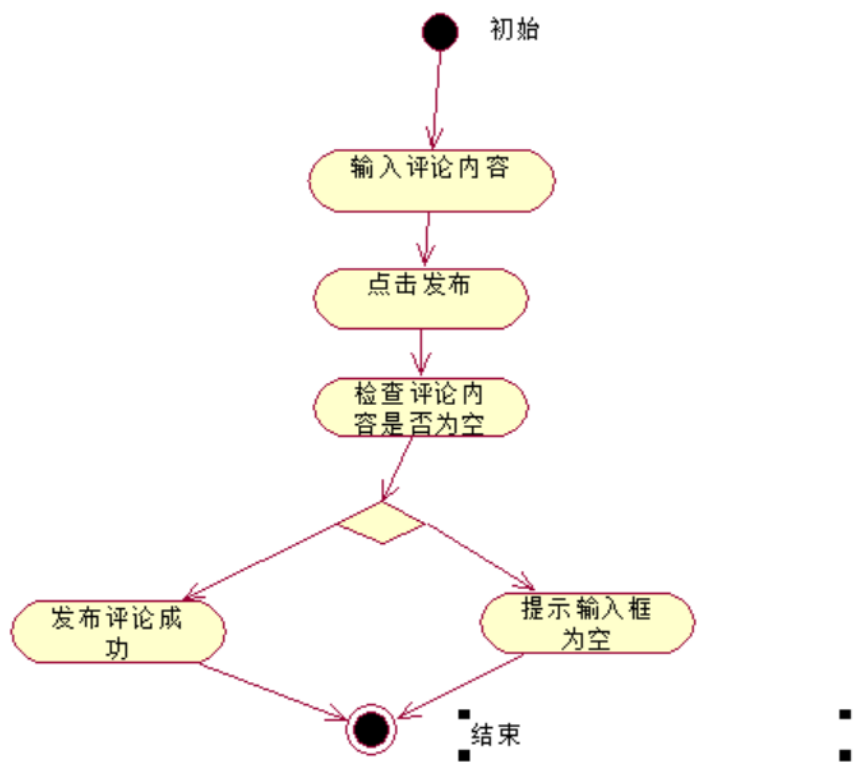 初始
输入评论内容
点击发布
检查评论内
容是否为空
发布评论成
功
提示输入框
为空
结束